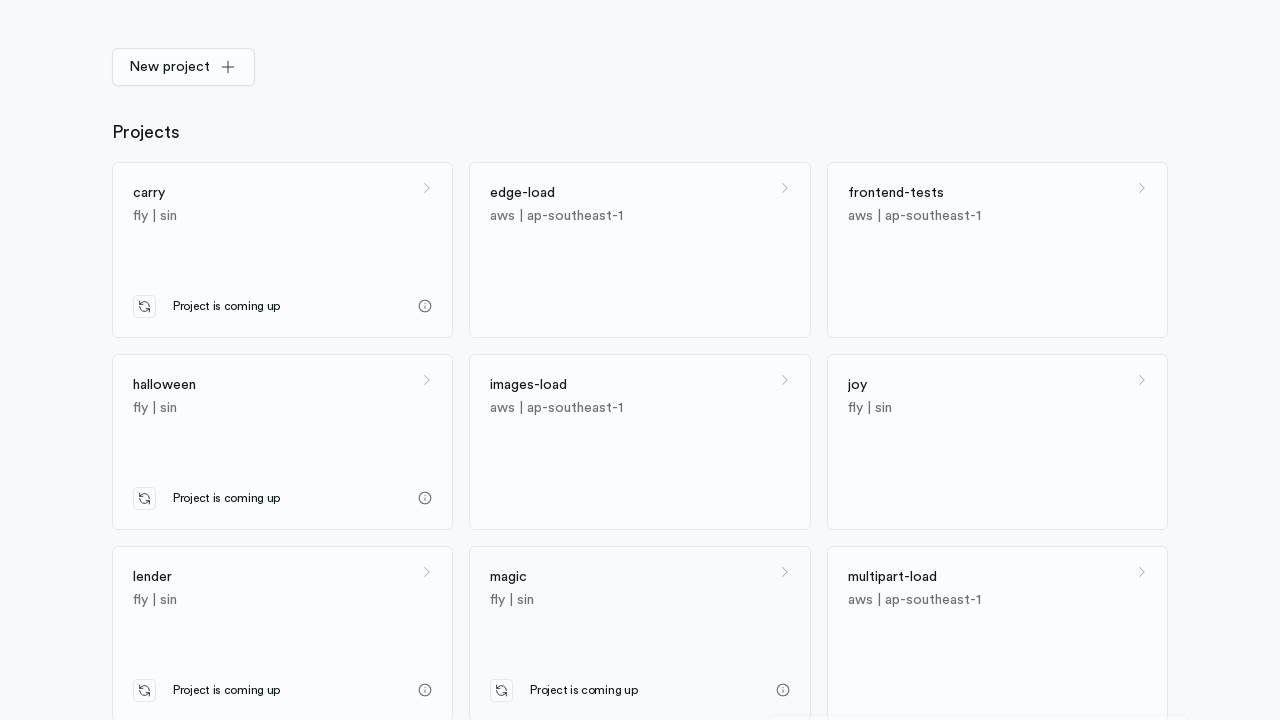 New project
Projects
carry
fly | sin
Project is coming up
edge-load
aws | ap-southeast-1
frontend-tests
aws | ap-southeast-1
halloween
fly | sin
Project is coming up
images-load
aws | ap-southeast-1
joy
fly | sin
lender
fly | sin
Project is coming up
magic
fly | sin
Project is coming up
multipart-load
aws | ap-southeast-1